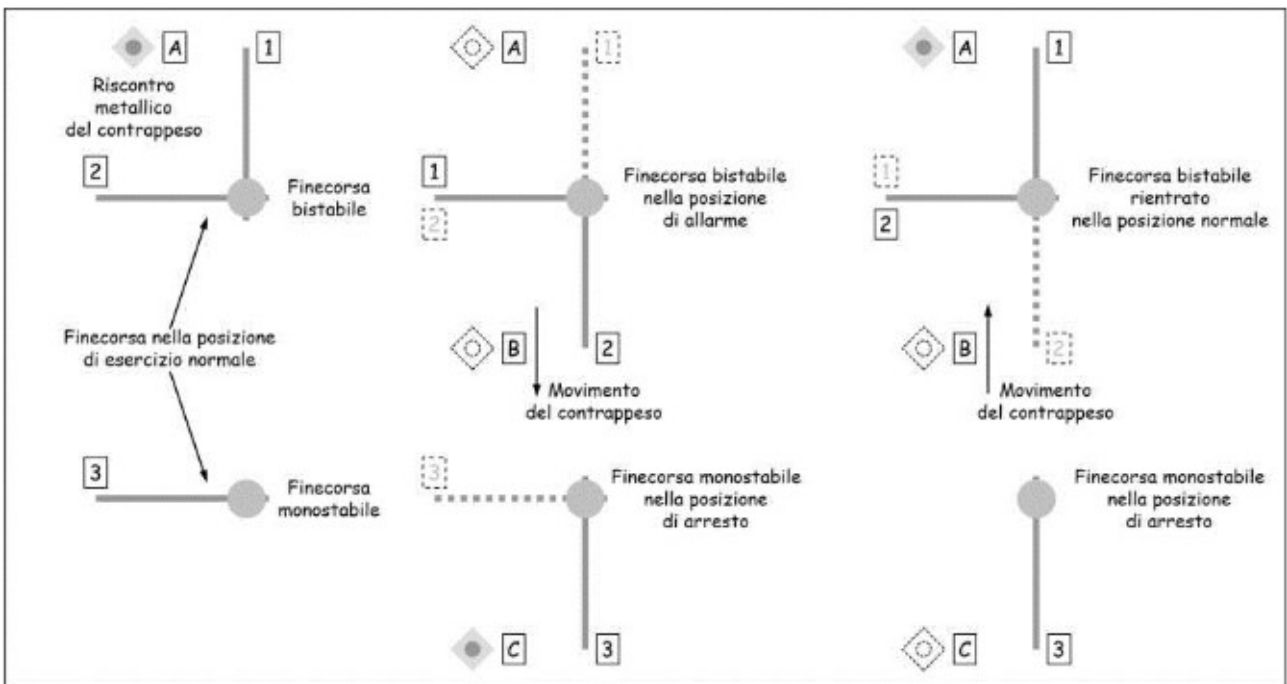 A
1
Riscontro
metallico
del contrappeso
2
Finecorsa
bistabile
Finecorsa nella posizione
di esercizio normale
3
Finecorsa
monostabile
A
1
1
2
Finecorsa bistabile
nella posizione
di allarme
B
2
Movimento
del contrappeso
3
Finecorsa monostabile
nella posizione
di arresto
C
3
A
1
1
2
Finecorsa bistabile
rientrato
nella posizione normale
B
2
Movimento
del contrappeso
Finecorsa monostabile
nella posizione
di arresto
C
3